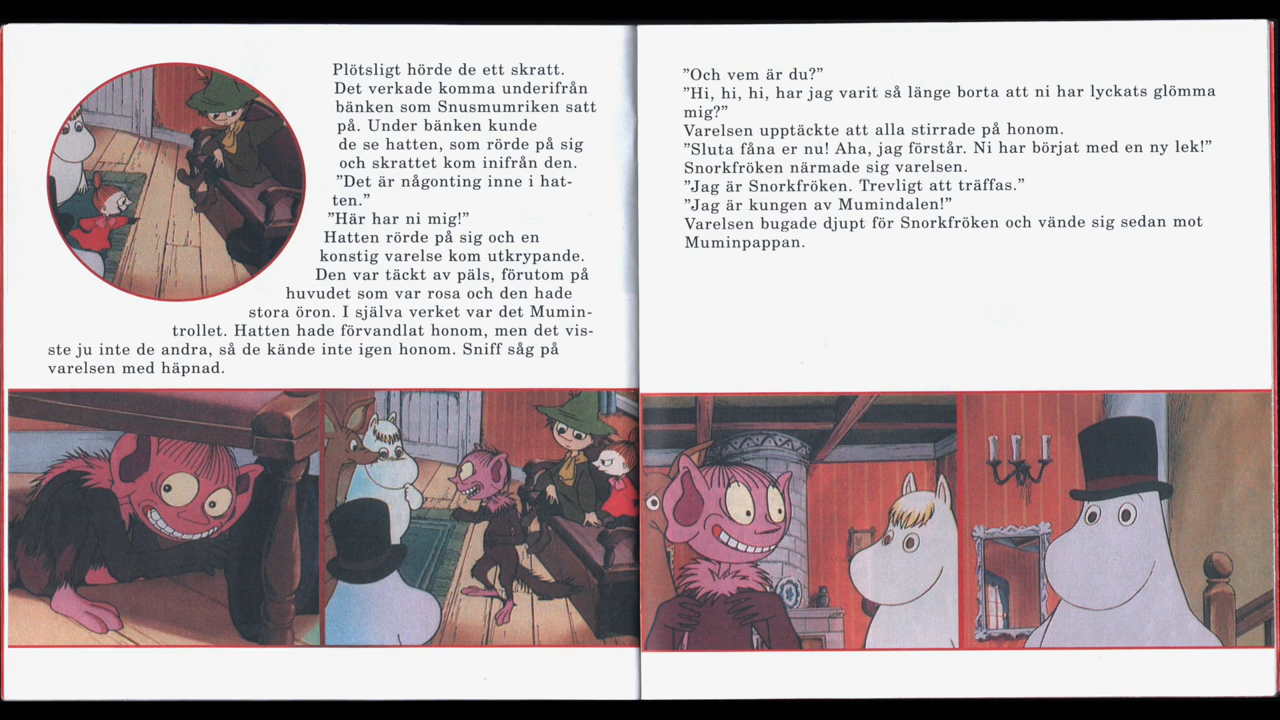 Plötsligt hörde de ett skratt.
Det verkade komma underifrån
bänken som Snusmumriken satt
på. Under bänken kunde
de se hatten, som rörde på sig
och skrattet kom inifrån den.
”Det är någonting inne i hat-
ten.”
”Här har ni mig!”
Hatten rörde på sig och en
konstig varelse kom utkrypande.
Den var täckt av päls, förutom på
huvudet som var rosa och den hade
stora öron. I själva verket var det Mumin-
trollet. Hatten hade förvandlat honom, men det vis-
ste ju inte de andra, så de kände inte igen honom. Sniff såg på
varelsen med häpnad.
”Och vem är du?”
”Hi, hi, hi, har jag varit så länge borta att ni har lyckats glömma
mig?”
Varelsen upptäckte att alla stirrade på honom.
”Sluta fåna er nu! Aha, jag förstår. Ni har börjat med en ny lek!”
Snorkfröken närmade sig varelsen.
”Jag är Snorkfröken. Trevligt att träffas.”
”Jag är kungen av Mumindalen!”
Varelsen bugade djupt för Snorkfröken och vände sig sedan mot
Muminpappan.